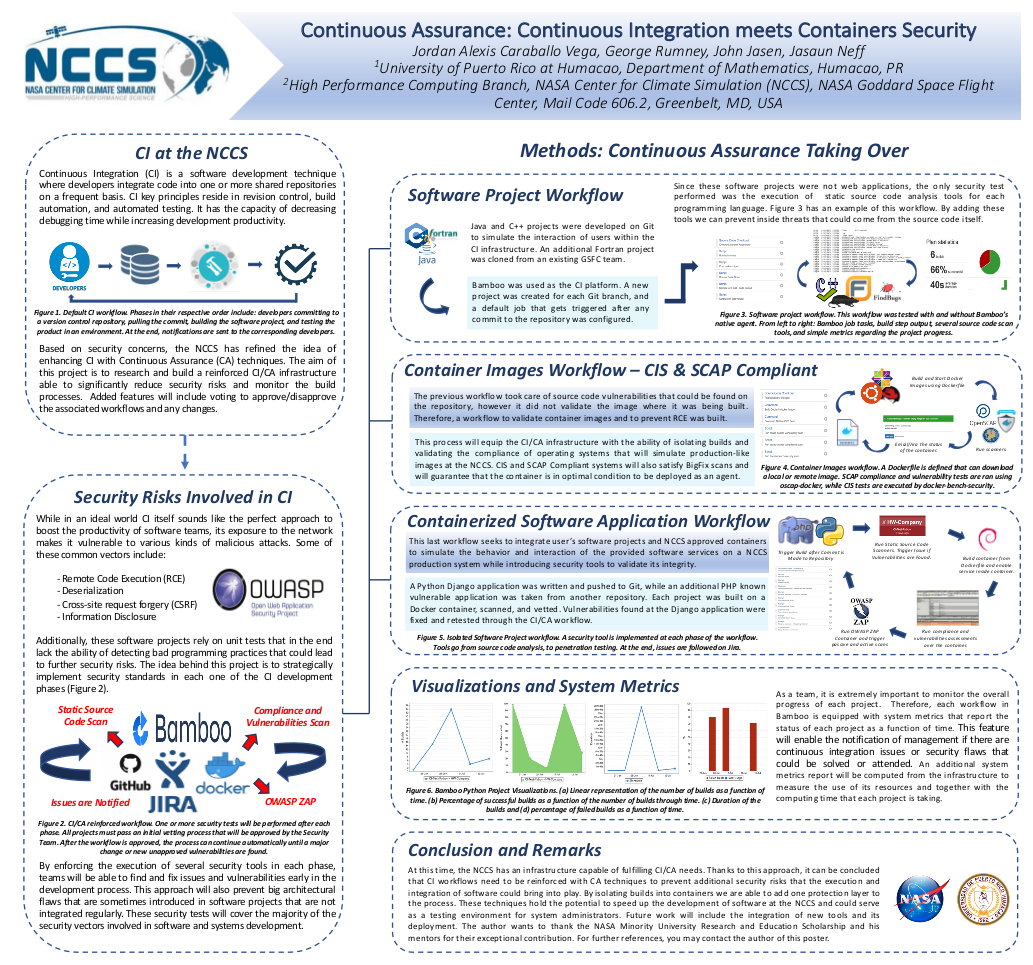 NCCS
NASA CENTER FOR CLIMATE SIMULATION
HIGH-PERFORMANCE SCIENCE
Continuous Assurance: Continuous Integration meets Containers Security
Jordan Alexis Caraballo Vega, George Rumney, John Jasen, Jasaun Neff
1University of Puerto Rico at Humacao, Department of Mathematics, Humacao, PR
2High Performance Computing Branch, NASA Center for Climate Simulation (NCCS), NASA Goddard Space Flight
Center, Mail Code 606.2, Greenbelt, MD, USA
CI at the NCCS
Continuous Integration (CI) is a software development technique
where developers integrate code into one or more shared repositories
on a frequent basis. CI key principles reside in revision control, build
automation, and automated testing. It has the capacity of decreasing
debugging time while increasing development productivity.
DEVELOPERS
Figure 1. Default CI workflow. Phases in their respective order include: developers committing to
a version control repository, pulling the commit, building the software project, and testing the
product in an environment. At the end, notifications are sent to the corresponding developers.
Based on security concerns, the NCCS has refined the idea of
enhancing CI with Continuous Assurance (CA) techniques. The aim of
this project is to research and build a reinforced CI/CA infrastructure
able to significantly reduce security risks and monitor the build
processes. Added features will include voting to approve/disapprove
the associated workflows and any changes.
Security Risks Involved in CI
While in an ideal world CI itself sounds like the perfect approach to
boost the productivity of software teams, its exposure to the network
makes it vulnerable to various kinds of malicious attacks. Some of
these common vectors include:
- Remote Code Execution (RCE)
- Deserialization
- Cross-site request forgery (CSRF)
- Information Disclosure
OWASP
Open Web Application
Security Project
Additionally, these software projects rely on unit tests that in the end
lack the ability of detecting bad programming practices that could lead
to further security risks. The idea behind this project is to strategically
implement security standards in each one of the CI development
phases (Figure 2).
Static Source
Code Scan
Bamboo
Compliance and
Vulnerabilities Scan
GitHub
docker
Issues are Notified
JIRA
OWASP ZAP
Figure 2. CI/CA reinforced workflow. One or more security tests will be performed after each
phase. All projects must pass an initial vetting process that will be approved by the Security
Team. After the workflow is approved, the process can continue automatically until a major
change or new unapproved vulnerabilities are found.
By enforcing the execution of several security tools in each phase,
teams will be able to find and fix issues and vulnerabilities early in the
development process. This approach will also prevent big architectural
flaws that are sometimes introduced in software projects that are not
integrated regularly. These security tests will cover the majority of the
security vectors involved in software and systems development.
Methods: Continuous Assurance Taking Over
Software Project Workflow
C++
fortran
Java
Java and C++ projects were developed on Git
to simulate the interaction of users within the
CI infrastructure. An additional Fortran project
was cloned from an existing GSFC team.
Bamboo was used as the CI platform. A new
project was created for each Git branch, and
a default job that gets triggered after any
commit to the repository was configured.
Since these software projects were not web applications, the only security test
performed was the execution of static source code analysis tools for each
programming language. Figure 3 has an example of this workflow. By adding these
tools we can prevent inside threats that could come from the source code itself.
Plan statistics
6
66%
40s
FindBugs
Figure 3. Software project workflow. This workflow was tested with and without Bamboo's
native agent. From left to right: Bamboo job tasks, build step output, several source code scan
tools, and simple metrics regarding the project progress.
Container Images Workflow – CIS & SCAP Compliant
The previous workflow took care of source code vulnerabilities that could be found on
the repository, however it did not validate the image where it was being built.
Therefore, a workflow to validate container images and to prevent RCE was built.
This process will equip the CI/CA infrastructure with the ability of isolating builds and
validating the compliance of operating systems that will simulate production-like
images at the NCCS. CIS and SCAP Compliant systems will also satisfy BigFix scans and
will guarantee that the container is in optimal condition to be deployed as an agent.
Build and Start Docker
Images using Dockerfile
OpenSCAP
Run scanners
Email/Jira the status
of the container
Figure 4. Container Images workflow. A Dockerfile is defined that can download
a local or remote image. SCAP compliance and vulnerability tests are ran using
oscap-docker, while CIS tests are executed by docker-bench-security.
Containerized Software Application Workflow
This last workflow seeks to integrate user's software projects and NCCS approved containers
to simulate the behavior and interaction of the provided software services on a NCCS
production system while introducing security tools to validate its integrity.
A Python Django application was written and pushed to Git, while an additional PHP known
vulnerable application was taken from another repository. Each project was built on a
Docker container, scanned, and vetted. Vulnerabilities found at the Django application were
fixed and retested through the CI/CA workflow.
Figure 5. Isolated Software Project workflow. A security tool is implemented at each phase of the workflow.
Tools go from source code analysis, to penetration testing. At the end, issues are followed on Jira.
php
Trigger Build after Commit is
Made to Repository
HW-Company
Run Static Source Code
Scanners. Trigger issue if
Vulnerabilities are found.
Build container from
Dockerfile and enable
service inside container.
OWASP
ZAP
Run OWASP ZAP
Container and trigger
passive and active scans
Run compliance and
vulnerabilities assessments
over the container
Visualizations and System Metrics
Figure 6. Bamboo Python Project Visualizations. (a) Linear representation of the number of builds as a function of
time. (b) Percentage of successful builds as a function of the number of builds through time. (c) Duration of the
builds and (d) percentage of failed builds as a function of time.
As a team, it is extremely important to monitor the overall
progress of each project. Therefore, each workflow in
Bamboo is equipped with system metrics that report the
status of each project as a function of time. This feature
will enable the notification of management if there are
continuous integration issues or security flaws that
could be solved or attended. An additional system
metrics report will be computed from the infrastructure to
measure the use of its resources and together with the
computing time that each project is taking.
Conclusion and Remarks
At this time, the NCCS has an infrastructure capable of fulfilling CI/CA needs. Thanks to this approach, it can be concluded
that CI workflows need to be reinforced with CA techniques to prevent additional security risks that the execution and
integration of software could bring into play. By isolating builds into containers we are able to add one protection layer to
the process. These techniques hold the potential to speed up the development of software at the NCCS and could serve
as a testing environment for system administrators. Future work will include the integration of new tools and its
deployment. The author wants to thank the NASA Minority University Research and Education Scholarship and his
mentors for their exceptional contribution. For further references, you may contact the author of this poster.
NASA